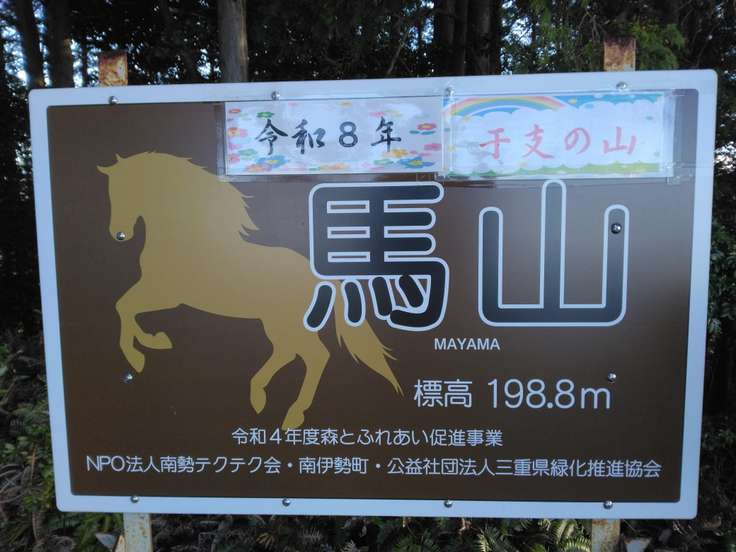 令和8年 干支の山
馬山
MAYAMA
標高 198.8m
令和4年度森とふれあい促進事業
NPO法人南勢テクテク会・南伊勢町・公益社団法人三重県緑化推進協会